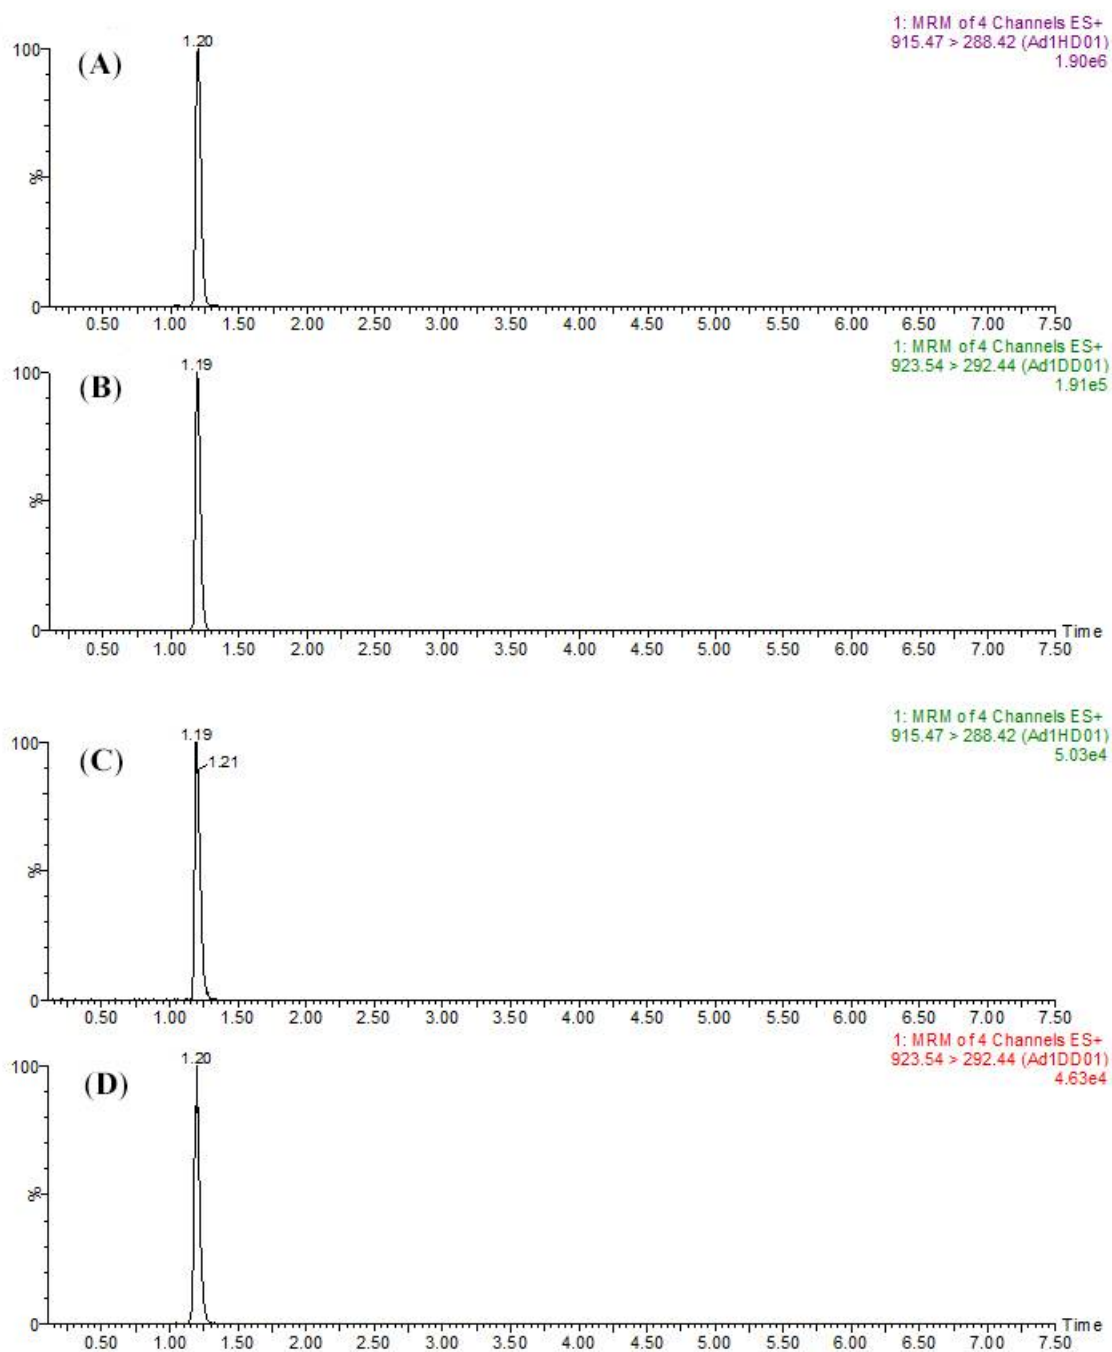 1: MRM of 4 Channels ES+
915.47 > 288.42 (Ad1HD01)
1.90e6
1.20
100
(A)
%
0
0.50 1.00 1.50 2.00 2.50 3.00 3.50 4.00 4.50 5.00 5.50 6.00 6.50 7.00 7.50
1: MRM of 4 Channels ES+
923.54 > 292.44 (Ad1DD01)
1.91e5
1.19
100
(B)
%
0
Time
0.50 1.00 1.50 2.00 2.50 3.00 3.50 4.00 4.50 5.00 5.50 6.00 6.50 7.00 7.50
1: MRM of 4 Channels ES+
915.47 > 288.42 (Ad1HD01)
5.03e4
1.19
100
(C)
1.21
%
0
0.50 1.00 1.50 2.00 2.50 3.00 3.50 4.00 4.50 5.00 5.50 6.00 6.50 7.00 7.50
1: MRM of 4 Channels ES+
923.54 > 292.44 (Ad1DD01)
4.63e4
1.20
100
(D)
%
0
Time
0.50 1.00 1.50 2.00 2.50 3.00 3.50 4.00 4.50 5.00 5.50 6.00 6.50 7.00 7.50